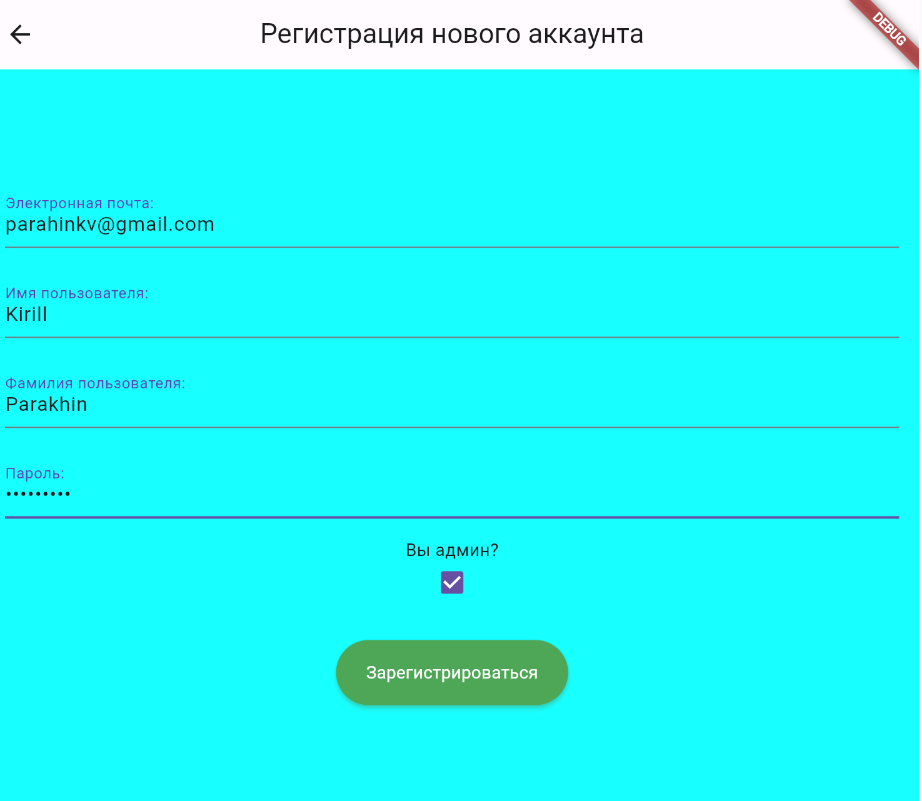 Регистрация нового аккаунта
DEBUG
Электронная почта:
parahinkv@gmail.com
Имя пользователя:
Kirill
Фамилия пользователя:
Parakhin
Пароль:
•••••••••
Вы админ?
Зарегистрироваться